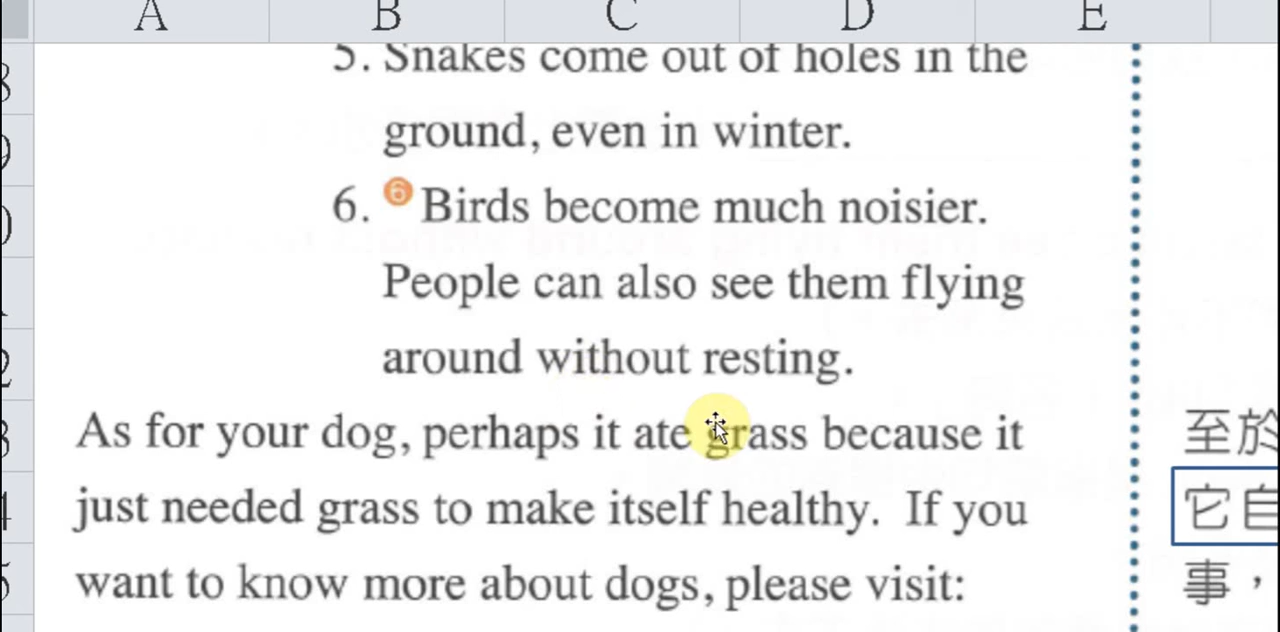 A B C D E
5. Snakes come out of holes in the
ground, even in winter.
6. 6 Birds become much noisier.
People can also see them flying
around without resting.
As for your dog, perhaps it ate grass because it
just needed grass to make itself healthy. If you
want to know more about dogs, please visit:
至於
它自
事，